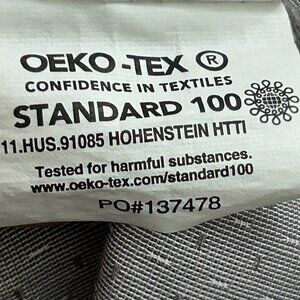 OEKO-TEX ®
CONFIDENCE IN TEXTILES
STANDARD 100
11.HUS.91085 HOHENSTEIN HTTI
Tested for harmful substances.
www.oeko-tex.com/standard100
PO#137478